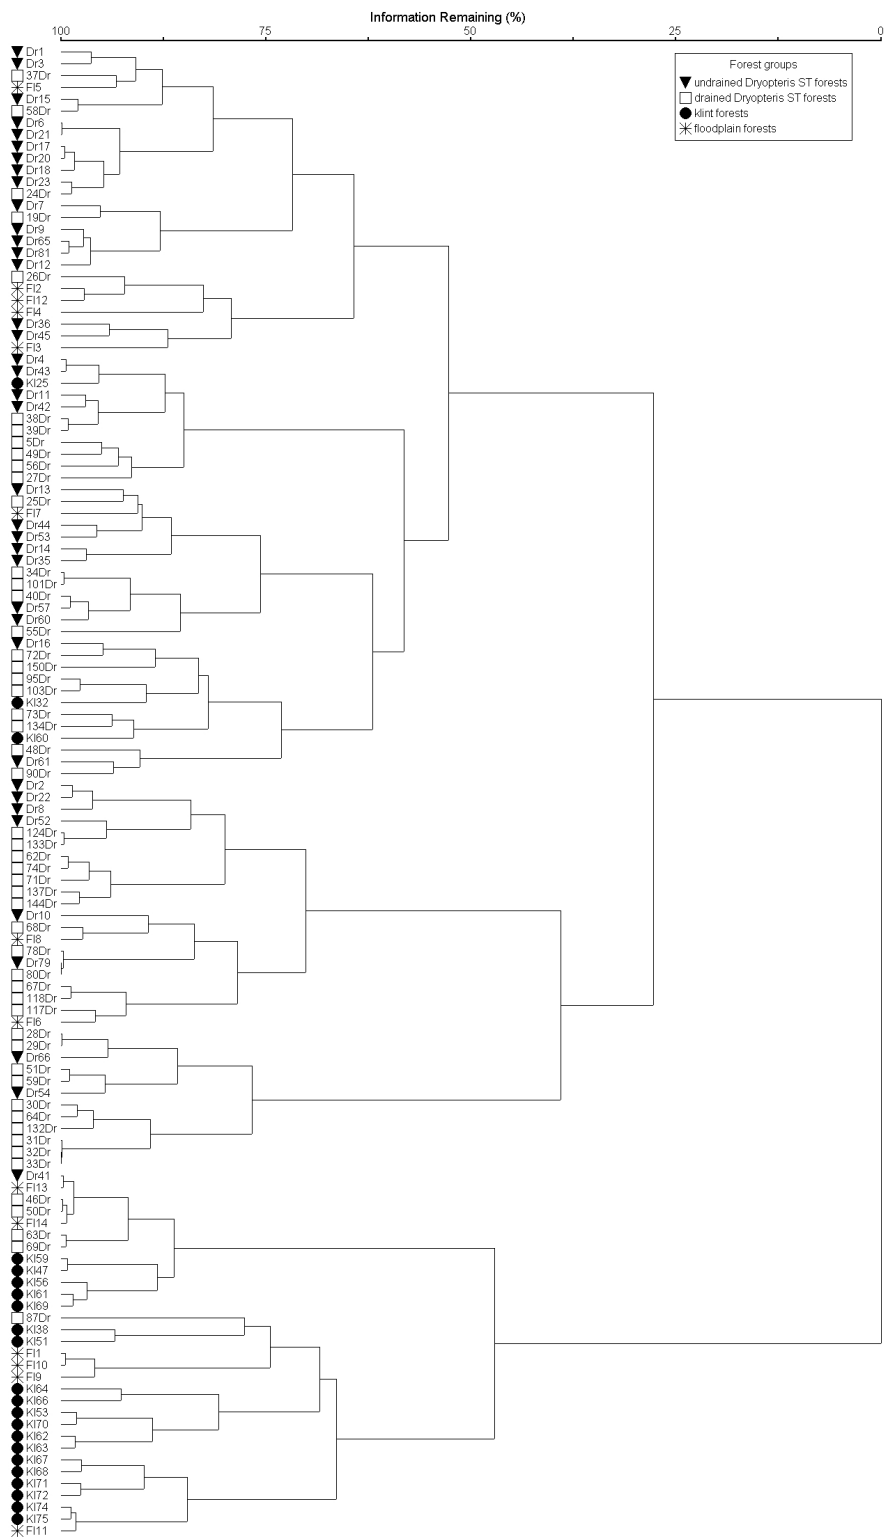 Information Remaining (%)
100 75 50 25 0
Forest groups
undrained Dryopteris ST forests
drained Dryopteris ST forests
klint forests
floodplain forests
Dr1
Dr3
37Dr
Fl5
Dr15
58Dr
Dr6
Dr21
Dr17
Dr20
Dr18
Dr23
24Dr
Dr7
19Dr
Dr9
Dr65
Dr81
Dr12
26Dr
Fl2
Fl12
Fl4
Dr36
Dr45
Fl3
Dr4
Dr43
Kl25
Dr11
Dr42
38Dr
39Dr
5Dr
49Dr
56Dr
27Dr
Dr13
25Dr
Fl7
Dr44
Dr53
Dr14
Dr35
34Dr
101Dr
40Dr
Dr57
Dr60
55Dr
Dr16
72Dr
150Dr
95Dr
103Dr
Kl32
73Dr
134Dr
Kl60
48Dr
Dr61
90Dr
Dr2
Dr22
Dr8
Dr52
124Dr
133Dr
62Dr
74Dr
71Dr
137Dr
144Dr
Dr10
68Dr
Fl8
78Dr
Dr79
80Dr
67Dr
118Dr
117Dr
Fl6
28Dr
29Dr
Dr66
51Dr
59Dr
Dr54
30Dr
64Dr
132Dr
31Dr
32Dr
33Dr
Dr41
Fl13
46Dr
50Dr
Fl14
63Dr
69Dr
Kl59
Kl47
Kl56
Kl61
Kl69
87Dr
Kl38
Kl51
Fl1
Fl10
Fl9
Kl64
Kl66
Kl53
Kl70
Kl62
Kl63
Kl67
Kl68
Kl71
Kl72
Kl74
Kl75
Fl11